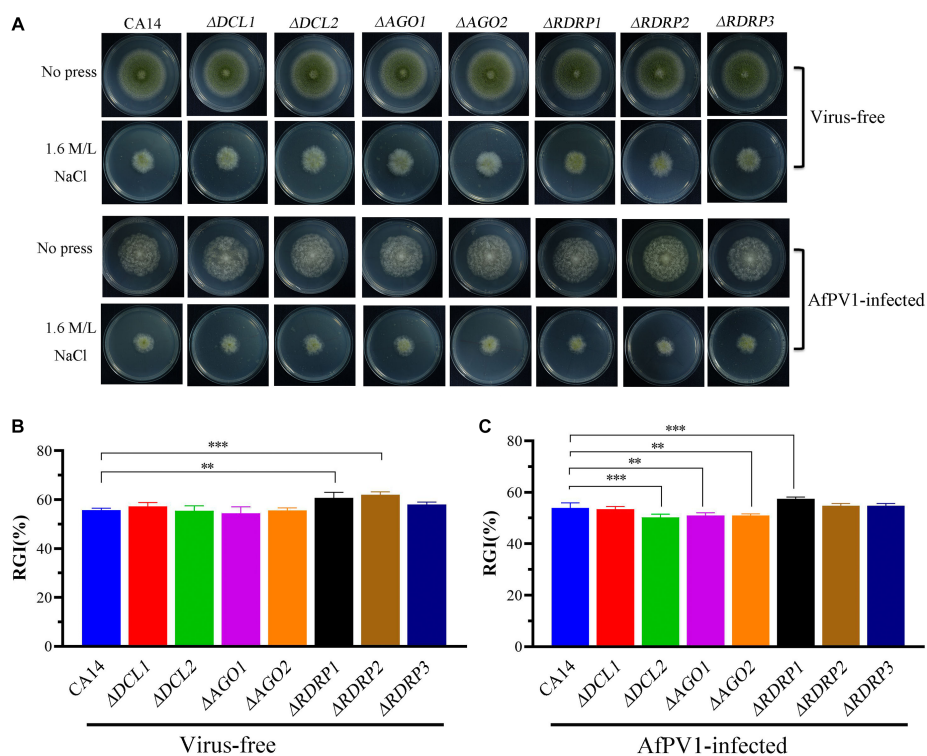 A
CA14 ΔDCL1 ΔDCL2 ΔAGO1 ΔAGO2 ΔRDRP1 ΔRDRP2 ΔRDRP3
No press
1.6 M/L
NaCl
Virus-free
No press
1.6 M/L
NaCl
AfPV1-infected
B
RGI(%)
80
60
40
20
0
***
**
CA14 ΔDCL1 ΔDCL2 ΔAGO1 ΔAGO2 ΔRDRP1 ΔRDRP2 ΔRDRP3
Virus-free
C
RGI(%)
80
60
40
20
0
***
**
**
***
CA14 ΔDCL1 ΔDCL2 ΔAGO1 ΔAGO2 ΔRDRP1 ΔRDRP2 ΔRDRP3
AfPV1-infected